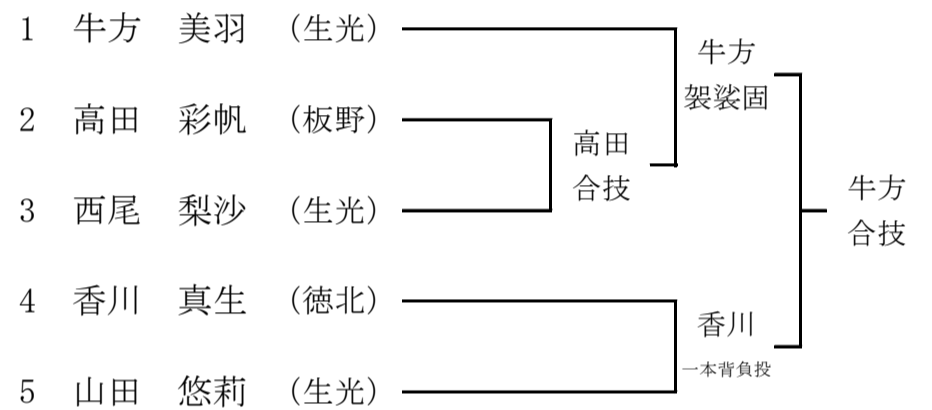 1 牛方 美羽 （生光）
2 高田 彩帆 （板野）
3 西尾 梨沙 （生光）
4 香川 真生 （徳北）
5 山田 悠莉 （生光）
高田
合技
牛方
袈裟固
香川
一本背負投
牛方
合技